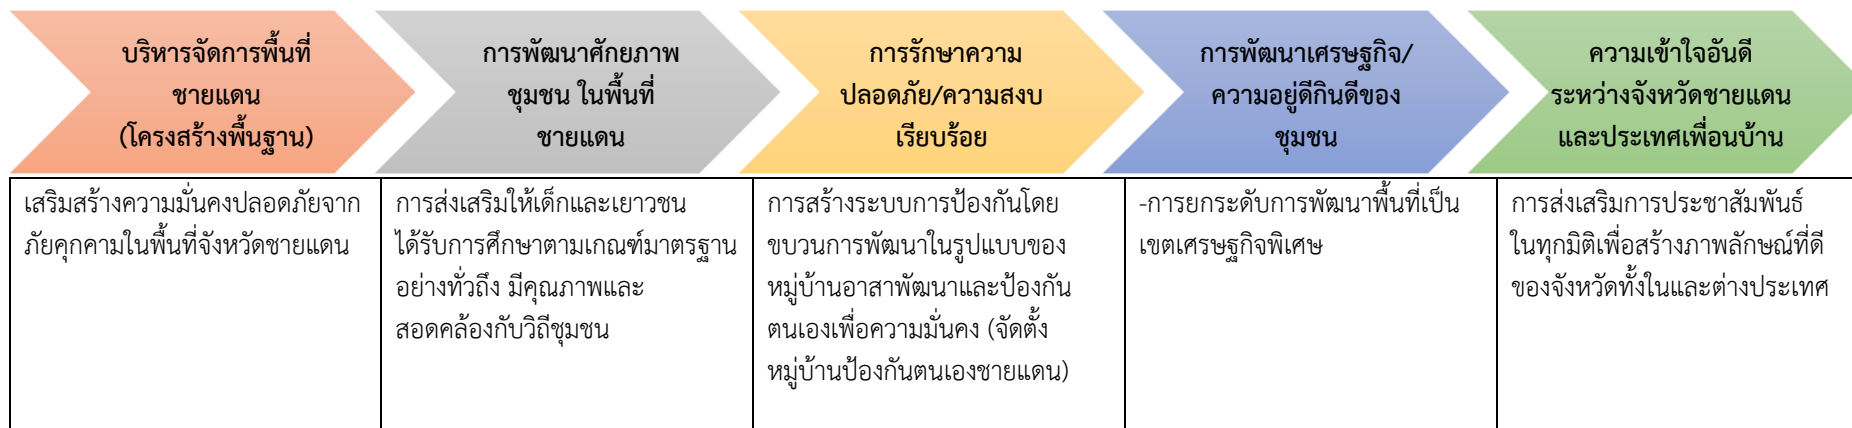 บริหารจัดการพื้นที่
ชายแดน
(โครงสร้างพื้นฐาน)
การพัฒนาศักยภาพ
ชุมชน ในพื้นที่
ชายแดน
การรักษาความ
ปลอดภัย/ความสงบ
เรียบร้อย
การพัฒนาเศรษฐกิจ/
ความอยู่ดีกินดีของ
ชุมชน
ความเข้าใจอันดี
ระหว่างจังหวัดชายแดน
และประเทศเพื่อนบ้าน
เสริมสร้างความมั่นคงปลอดภัยจาก
ภัยคุกคามในพื้นที่จังหวัดชายแดน
การส่งเสริมให้เด็กและเยาวชน
ได้รับการศึกษาตามเกณฑ์มาตรฐาน
อย่างทั่วถึง มีคุณภาพและ
สอดคล้องกับวิถีชุมชน
การสร้างระบบการป้องกันโดย
ขบวนการพัฒนาในรูปแบบของ
หมู่บ้านอาสาพัฒนาและป้องกัน
ตนเองเพื่อความมั่นคง (จัดตั้ง
หมู่บ้านป้องกันตนเองชายแดน)
-การยกระดับการพัฒนาพื้นที่เป็น
เขตเศรษฐกิจพิเศษ
การส่งเสริมการประชาสัมพันธ์
ในทุกมิติเพื่อสร้างภาพลักษณ์ที่ดี
ของจังหวัดทั้งในและต่างประเทศ